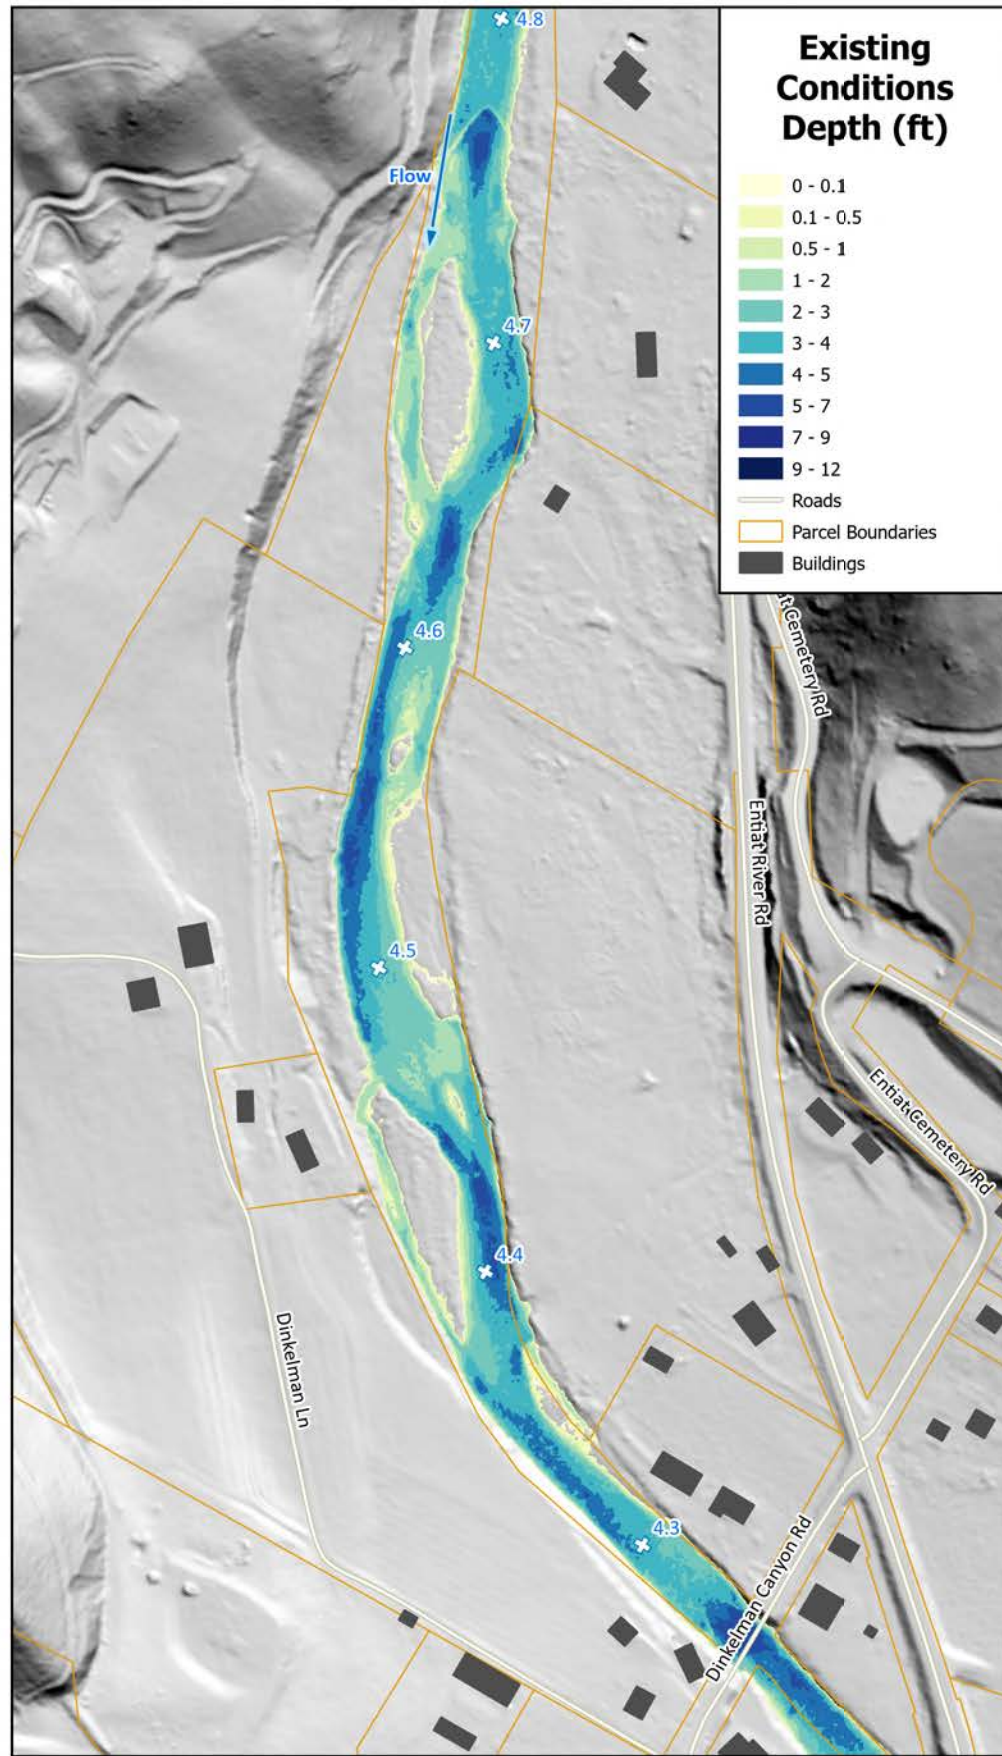 Existing
Conditions
Depth (ft)
0 - 0.1
0.1 - 0.5
0.5 - 1
1 - 2
2 - 3
3 - 4
4 - 5
5 - 7
7 - 9
9 - 12
Roads
Parcel Boundaries
Buildings
4.8
Flow
4.7
4.6
Cemetery Rd
Entiat River Rd
4.5
Entiat Cemetery Rd
4.4
Dinkelman Ln
4.3
Dinkelman Canyon Rd